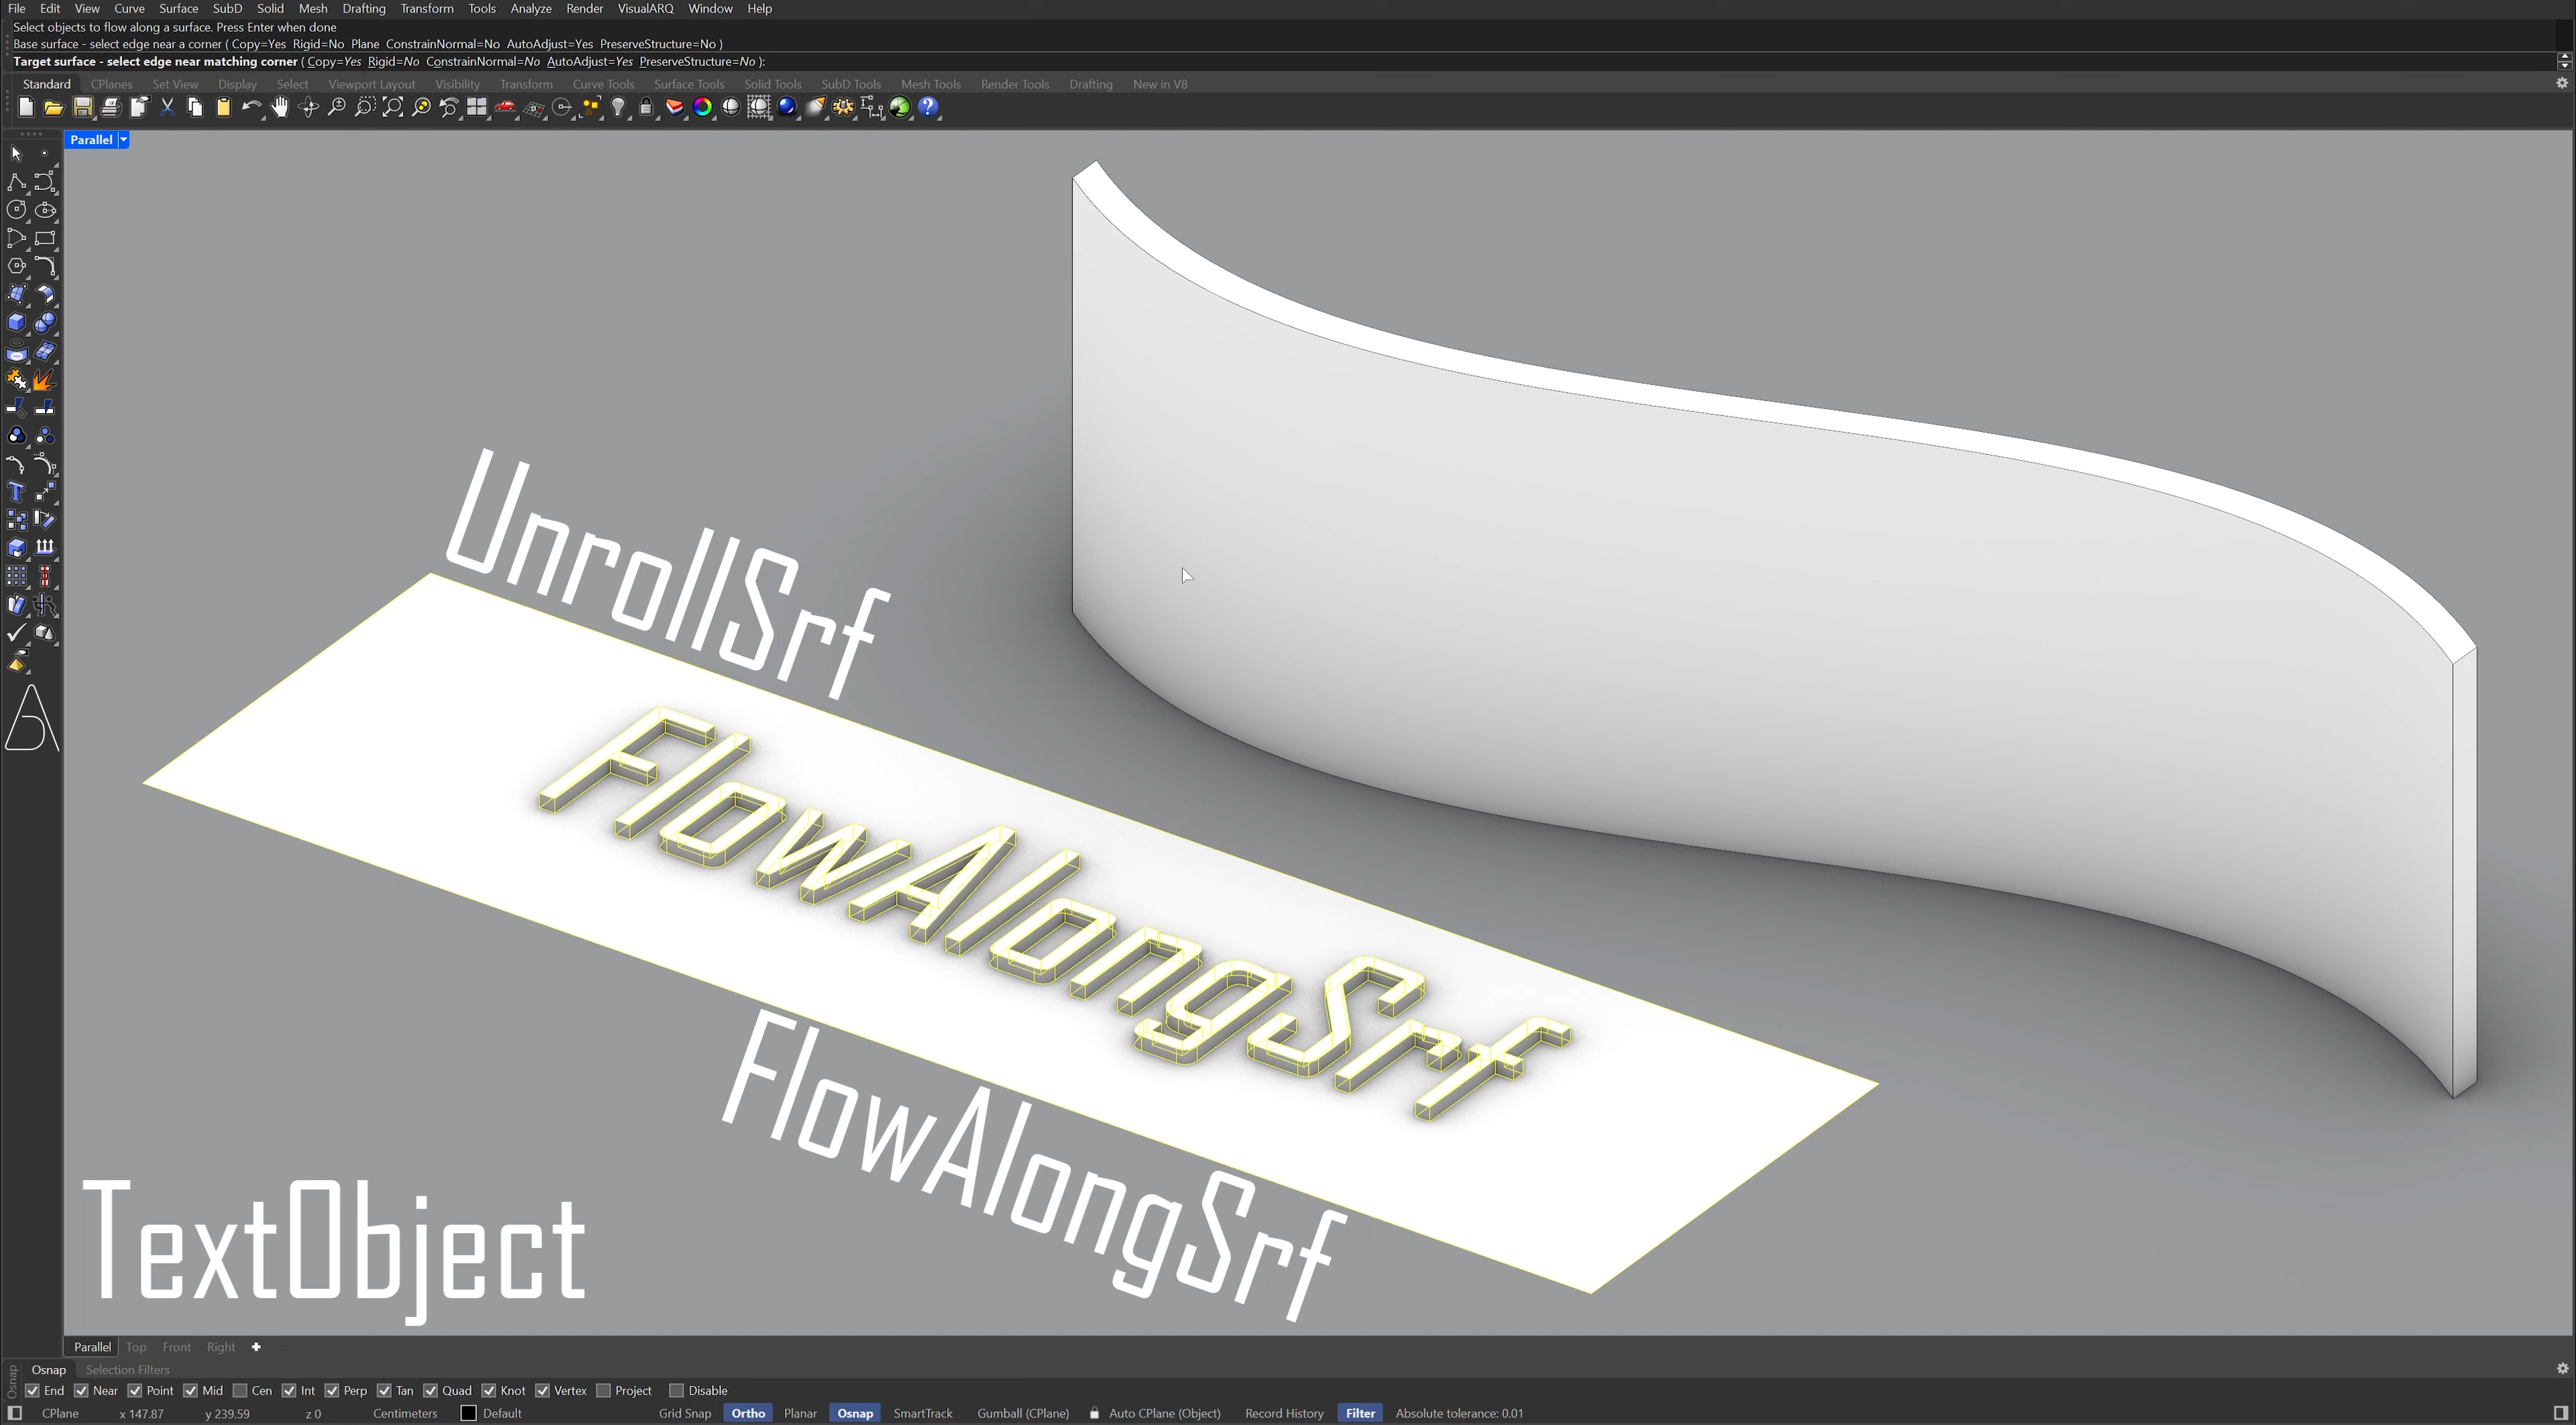 File Edit View Curve Surface SubD Solid Mesh Drafting Transform Tools Analyze Render VisualARQ Window Help
Select objects to flow along a surface. Press Enter when done
Base surface - select edge near a corner ( Copy=Yes Rigid=No Plane ConstrainNormal=No AutoAdjust=Yes PreserveStructure=No )
Target surface - select edge near matching corner ( Copy=Yes Rigid=No ConstrainNormal=No AutoAdjust=Yes PreserveStructure=No ):
Standard CPlanes Set View Display Select Viewport Layout Visibility Transform Curve Tools Surface Tools Solid Tools SubD Tools Mesh Tools Render Tools Drafting New in V8
Parallel
UnrollSrf
FlowAlongSrf
FlowAlongSrf
TextObject
Parallel Top Front Right
Osnap Osnap Selection Filters
End Near Point Mid Cen Int Perp Tan Quad Knot Vertex Project Disable
CPlane x 147.87 y 239.59 z 0 Centimeters Default Grid Snap Ortho Planar Osnap SmartTrack Gumball (CPlane) Auto CPlane (Object) Record History Filter Absolute tolerance: 0.01